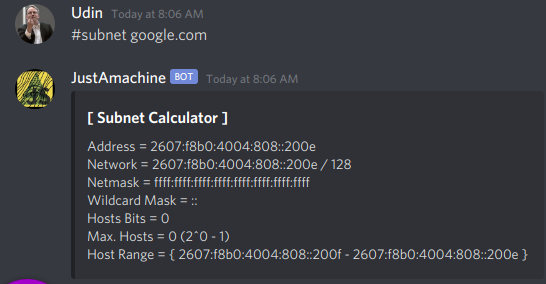 Udin Today at 8:06 AM
#subnet google.com
JustAmachine BOT Today at 8:06 AM
[ Subnet Calculator ]
Address = 2607:f8b0:4004:808::200e
Network = 2607:f8b0:4004:808::200e / 128
Netmask = ffff:ffff:ffff:ffff:ffff:ffff:ffff:ffff
Wildcard Mask = ::
Hosts Bits = 0
Max. Hosts = 0 (2^0 - 1)
Host Range = { 2607:f8b0:4004:808::200f - 2607:f8b0:4004:808::200e }